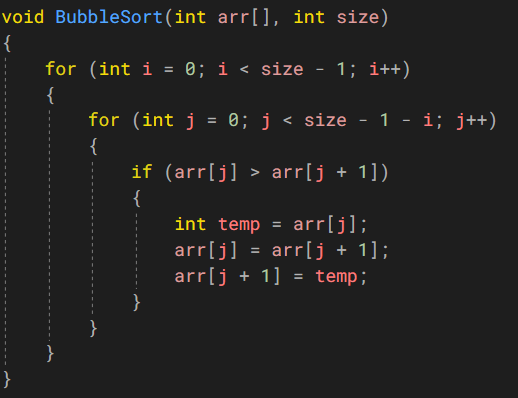 void BubbleSort(int arr[], int size)
{
    for (int i = 0; i < size - 1; i++)
    {
        for (int j = 0; j < size - 1 - i; j++)
        {
            if (arr[j] > arr[j + 1])
            {
                int temp = arr[j];
                arr[j] = arr[j + 1];
                arr[j + 1] = temp;
            }
        }
    }
}